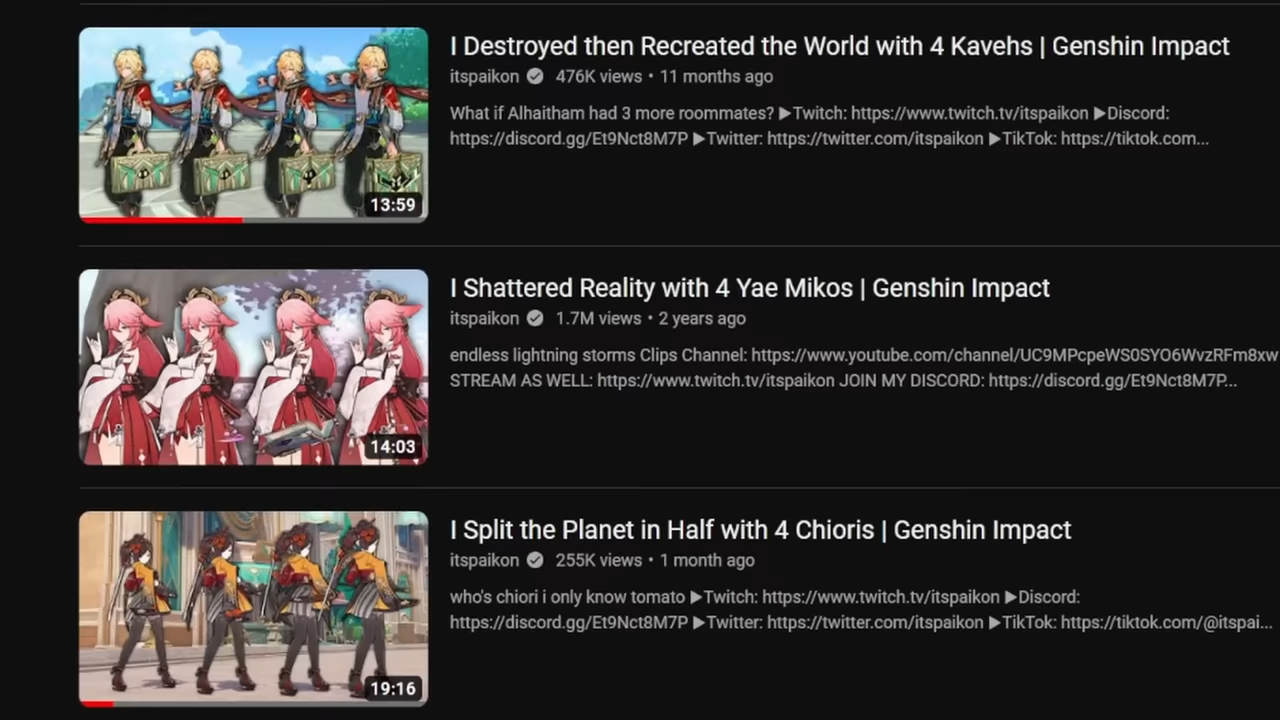 I Destroyed then Recreated the World with 4 Kavehs | Genshin Impact
itspaikon 476K views • 11 months ago
What if Alhaitham had 3 more roommates? ▶Twitch: https://www.twitch.tv/itspaikon ▶Discord:
https://discord.gg/Et9Nct8M7P ▶Twitter: https://twitter.com/itspaikon ▶TikTok: https://tiktok.com...
13:59
I Shattered Reality with 4 Yae Mikos | Genshin Impact
itspaikon 1.7M views • 2 years ago
endless lightning storms Clips Channel: https://www.youtube.com/channel/UC9MPcpeWS0SYO6WvzRFm8xw
STREAM AS WELL: https://www.twitch.tv/itspaikon JOIN MY DISCORD: https://discord.gg/Et9Nct8M7P...
14:03
I Split the Planet in Half with 4 Chioris | Genshin Impact
itspaikon 255K views • 1 month ago
who's chiori i only know tomato ▶Twitch: https://www.twitch.tv/itspaikon ▶Discord:
https://discord.gg/Et9Nct8M7P ▶Twitter: https://twitter.com/itspaikon ▶TikTok: https://tiktok.com/@itspai...
19:16